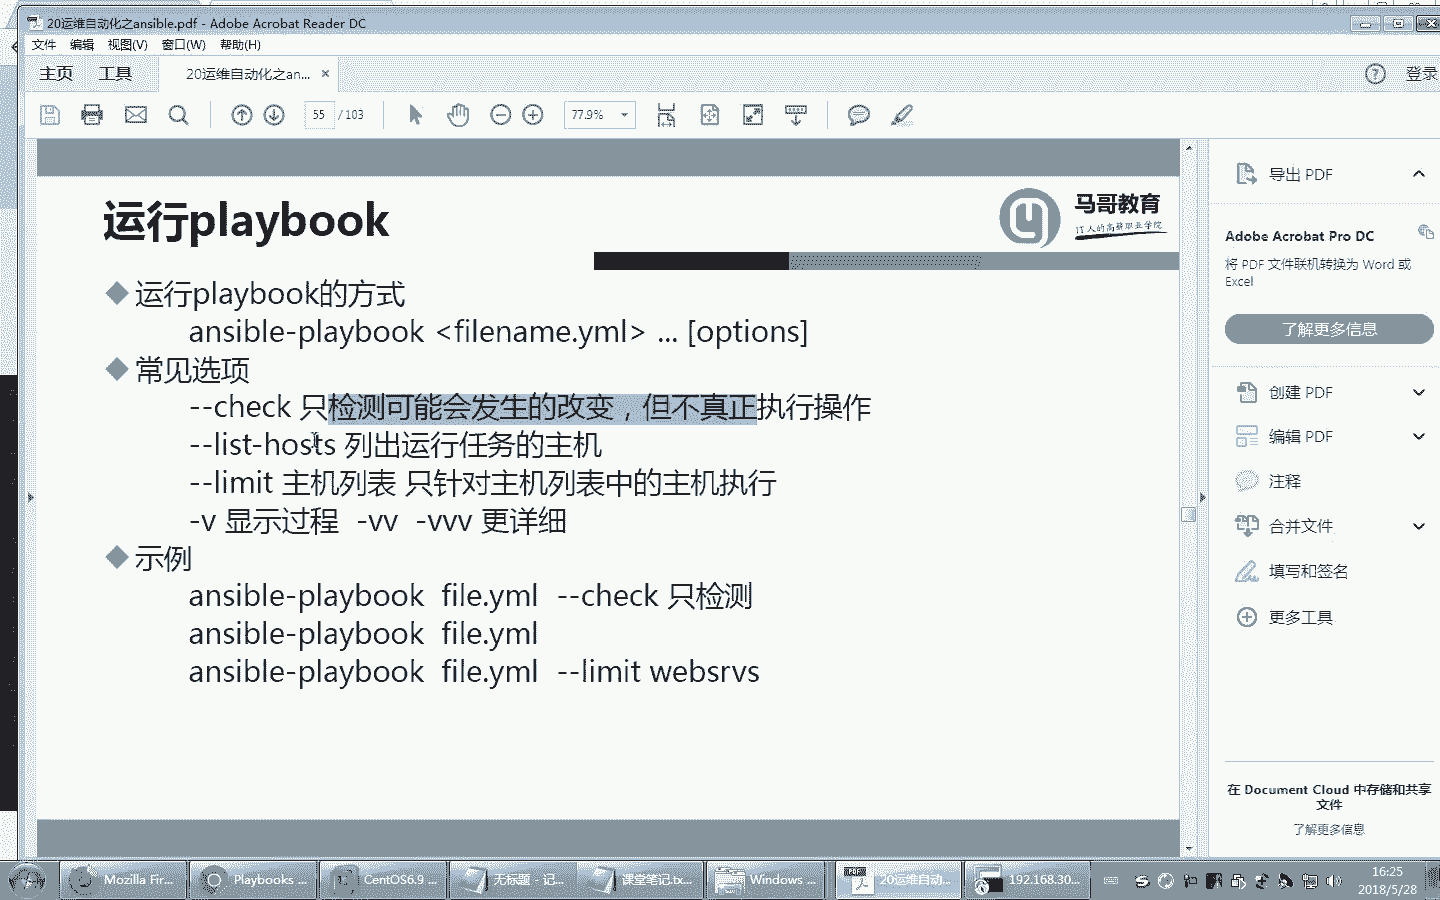 20运维自动化之ansible.pdf - Adobe Acrobat Reader DC
文件 编辑 视图(V) 窗口(W) 帮助(H)
主页 工具 20运维自动化之an... × ? 登录
55 / 103 77.9%
运行playbook
马哥教育
IT人的高薪职业学院
运行playbook的方式
ansible-playbook <filename.yml> ... [options]
常见选项
--check 只检测可能会发生的改变，但不真正执行操作
--list-hosts 列出运行任务的主机
--limit 主机列表 只针对主机列表中的主机执行
-v 显示过程 -vv -vvv 更详细
示例
ansible-playbook file.yml --check 只检测
ansible-playbook file.yml
ansible-playbook file.yml --limit websrvs
导出 PDF
Adobe Acrobat Pro DC
将 PDF 文件联机转换为 Word 或
Excel
了解更多信息
创建 PDF
编辑 PDF
注释
合并文件
填写和签名
更多工具
在 Document Cloud 中存储和共享
文件
了解更多信息
Mozilla Fir... Playbooks ... CentOS6.9 ... 无标题 - 记... 课堂笔记.tx... Windows ... 20运维自动... 192.168.30...
16:25
2018/5/28